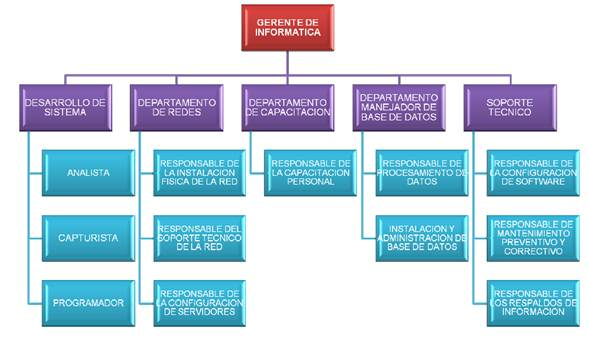 GERENTE DE
INFORMATICA
DESARROLLO DE
SISTEMA
DEPARTAMENTO
DE REDES
DEPARTAMENTO
DE CAPACITACION
DEPARTAMENTO
MANEJADOR DE
BASE DE DATOS
SOPORTE
TECNICO
ANALISTA
CAPTURISTA
PROGRAMADOR
RESPONSABLE DE
LA INSTALACION
FISICA DE LA RED
RESPONSABLE DEL
SOPORTE TECNICO
DE LA RED
RESPONSABLE DE
LA CONFIGURACION
DE SERVIDORES
RESPONSABLE DE
LA CAPACITACION
PERSONAL
RESPONSABLE DE
PROCESAMIENTO DE
DATOS
INSTALACION Y
ADMINISTRACION DE
BASE DE DATOS
RESPONSABLE DE
LA CONFIGURACION
DE SOFTWARE
RESPONSABLE DE
MANTENIMIENTO
PREVENTIVO Y
CORRECTIVO
RESPONSABLE DE
LOS RESPALDOS DE
INFORMACION